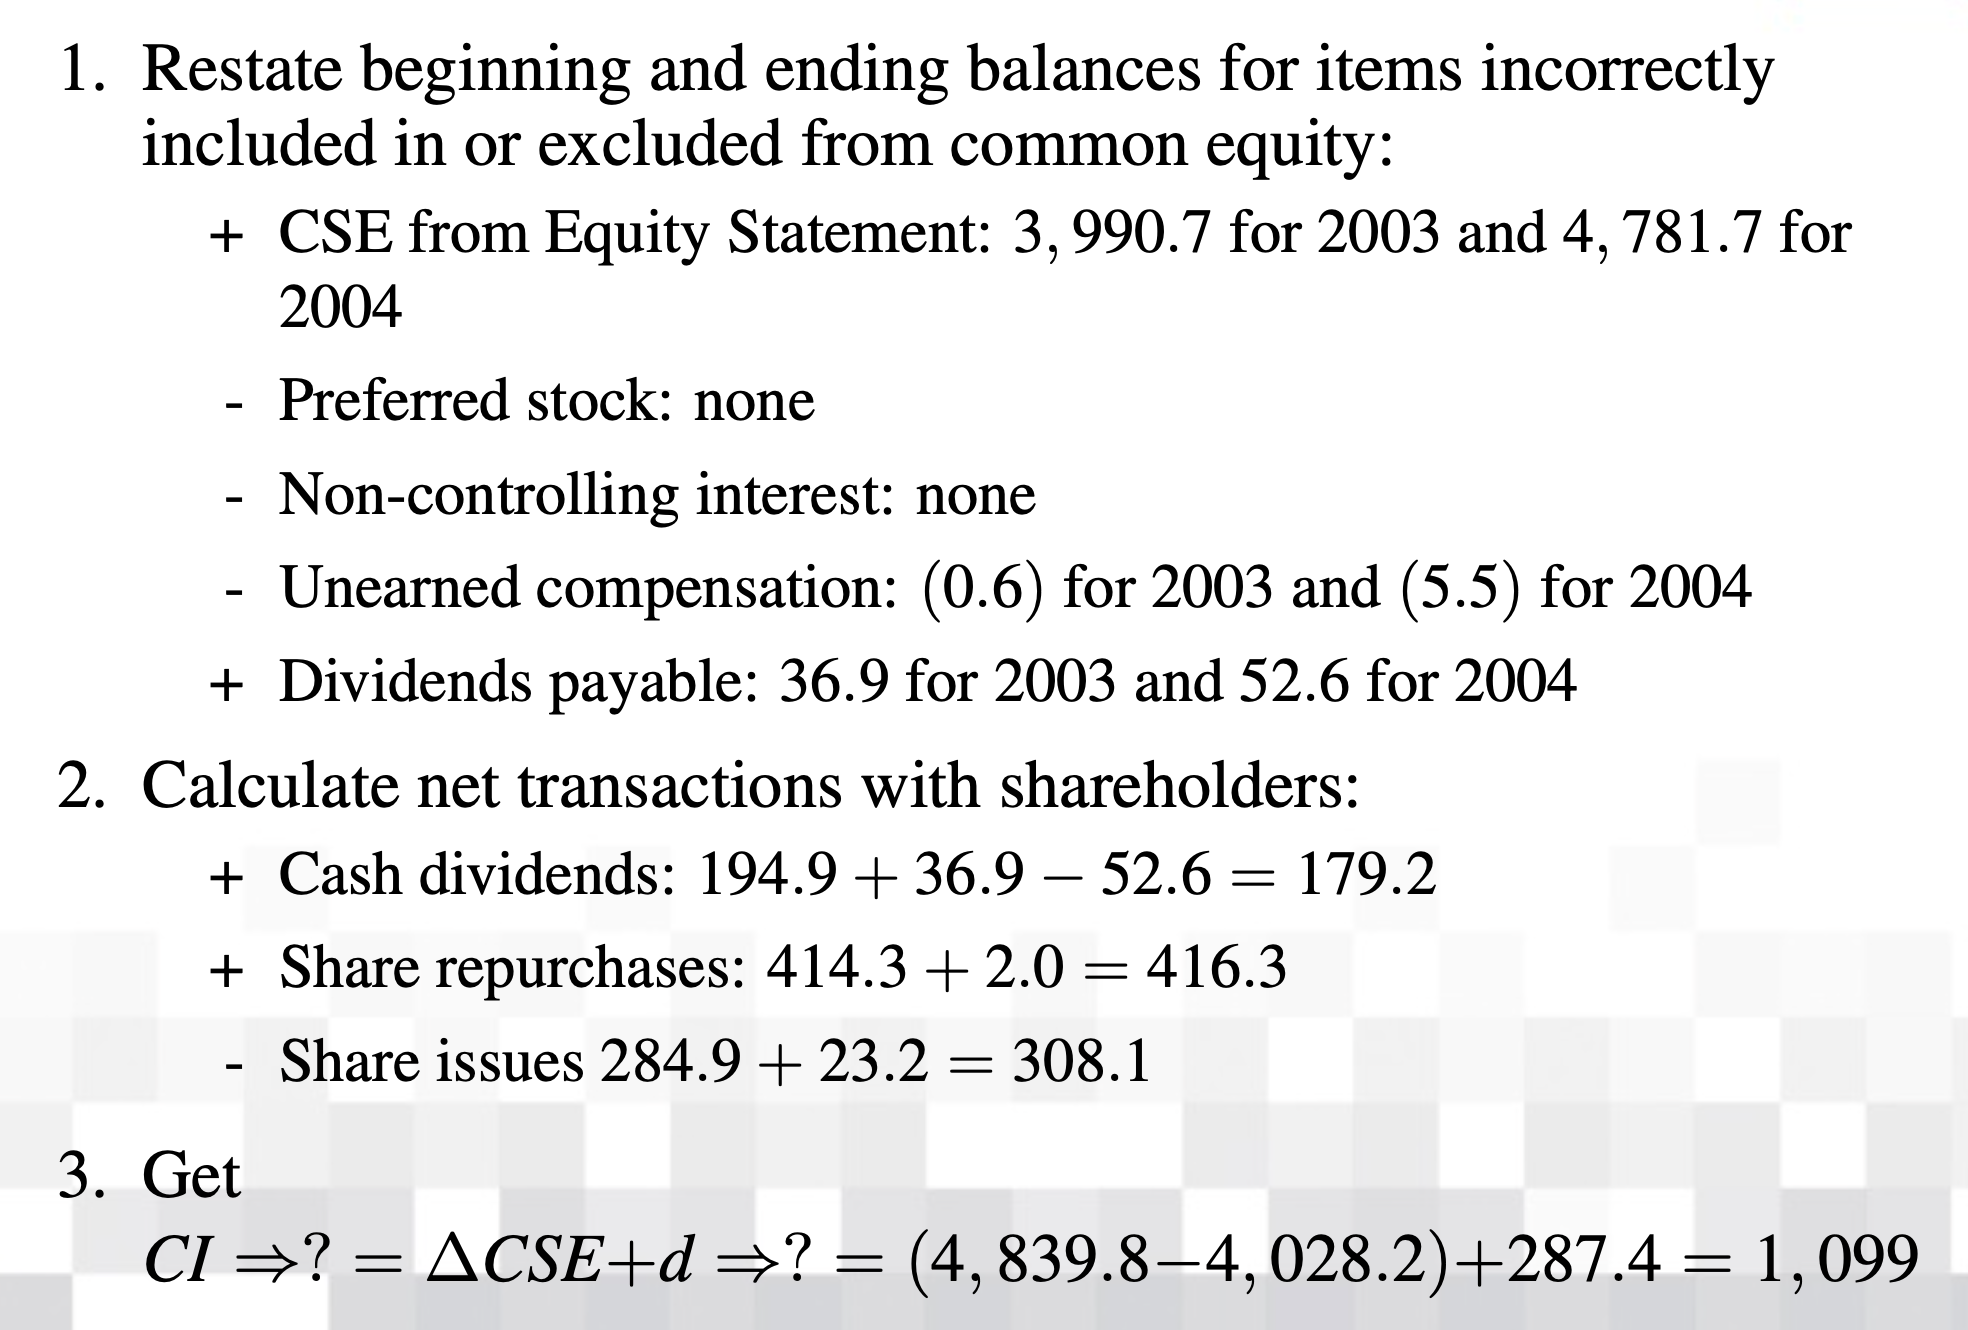 1. Restate beginning and ending balances for items incorrectly
included in or excluded from common equity:
+ CSE from Equity Statement: 3, 990.7 for 2003 and 4, 781.7 for
2004
- Preferred stock: none
- Non-controlling interest: none
- Unearned compensation: (0.6) for 2003 and (5.5) for 2004
+ Dividends payable: 36.9 for 2003 and 52.6 for 2004
2. Calculate net transactions with shareholders:
+ Cash dividends: 194.9 + 36.9 − 52.6 = 179.2
+ Share repurchases: 414.3 + 2.0 = 416.3
- Share issues 284.9 + 23.2 = 308.1
3. Get
CI ⇒? = ΔCSE+d ⇒? = (4, 839.8−4, 028.2)+287.4 = 1, 099